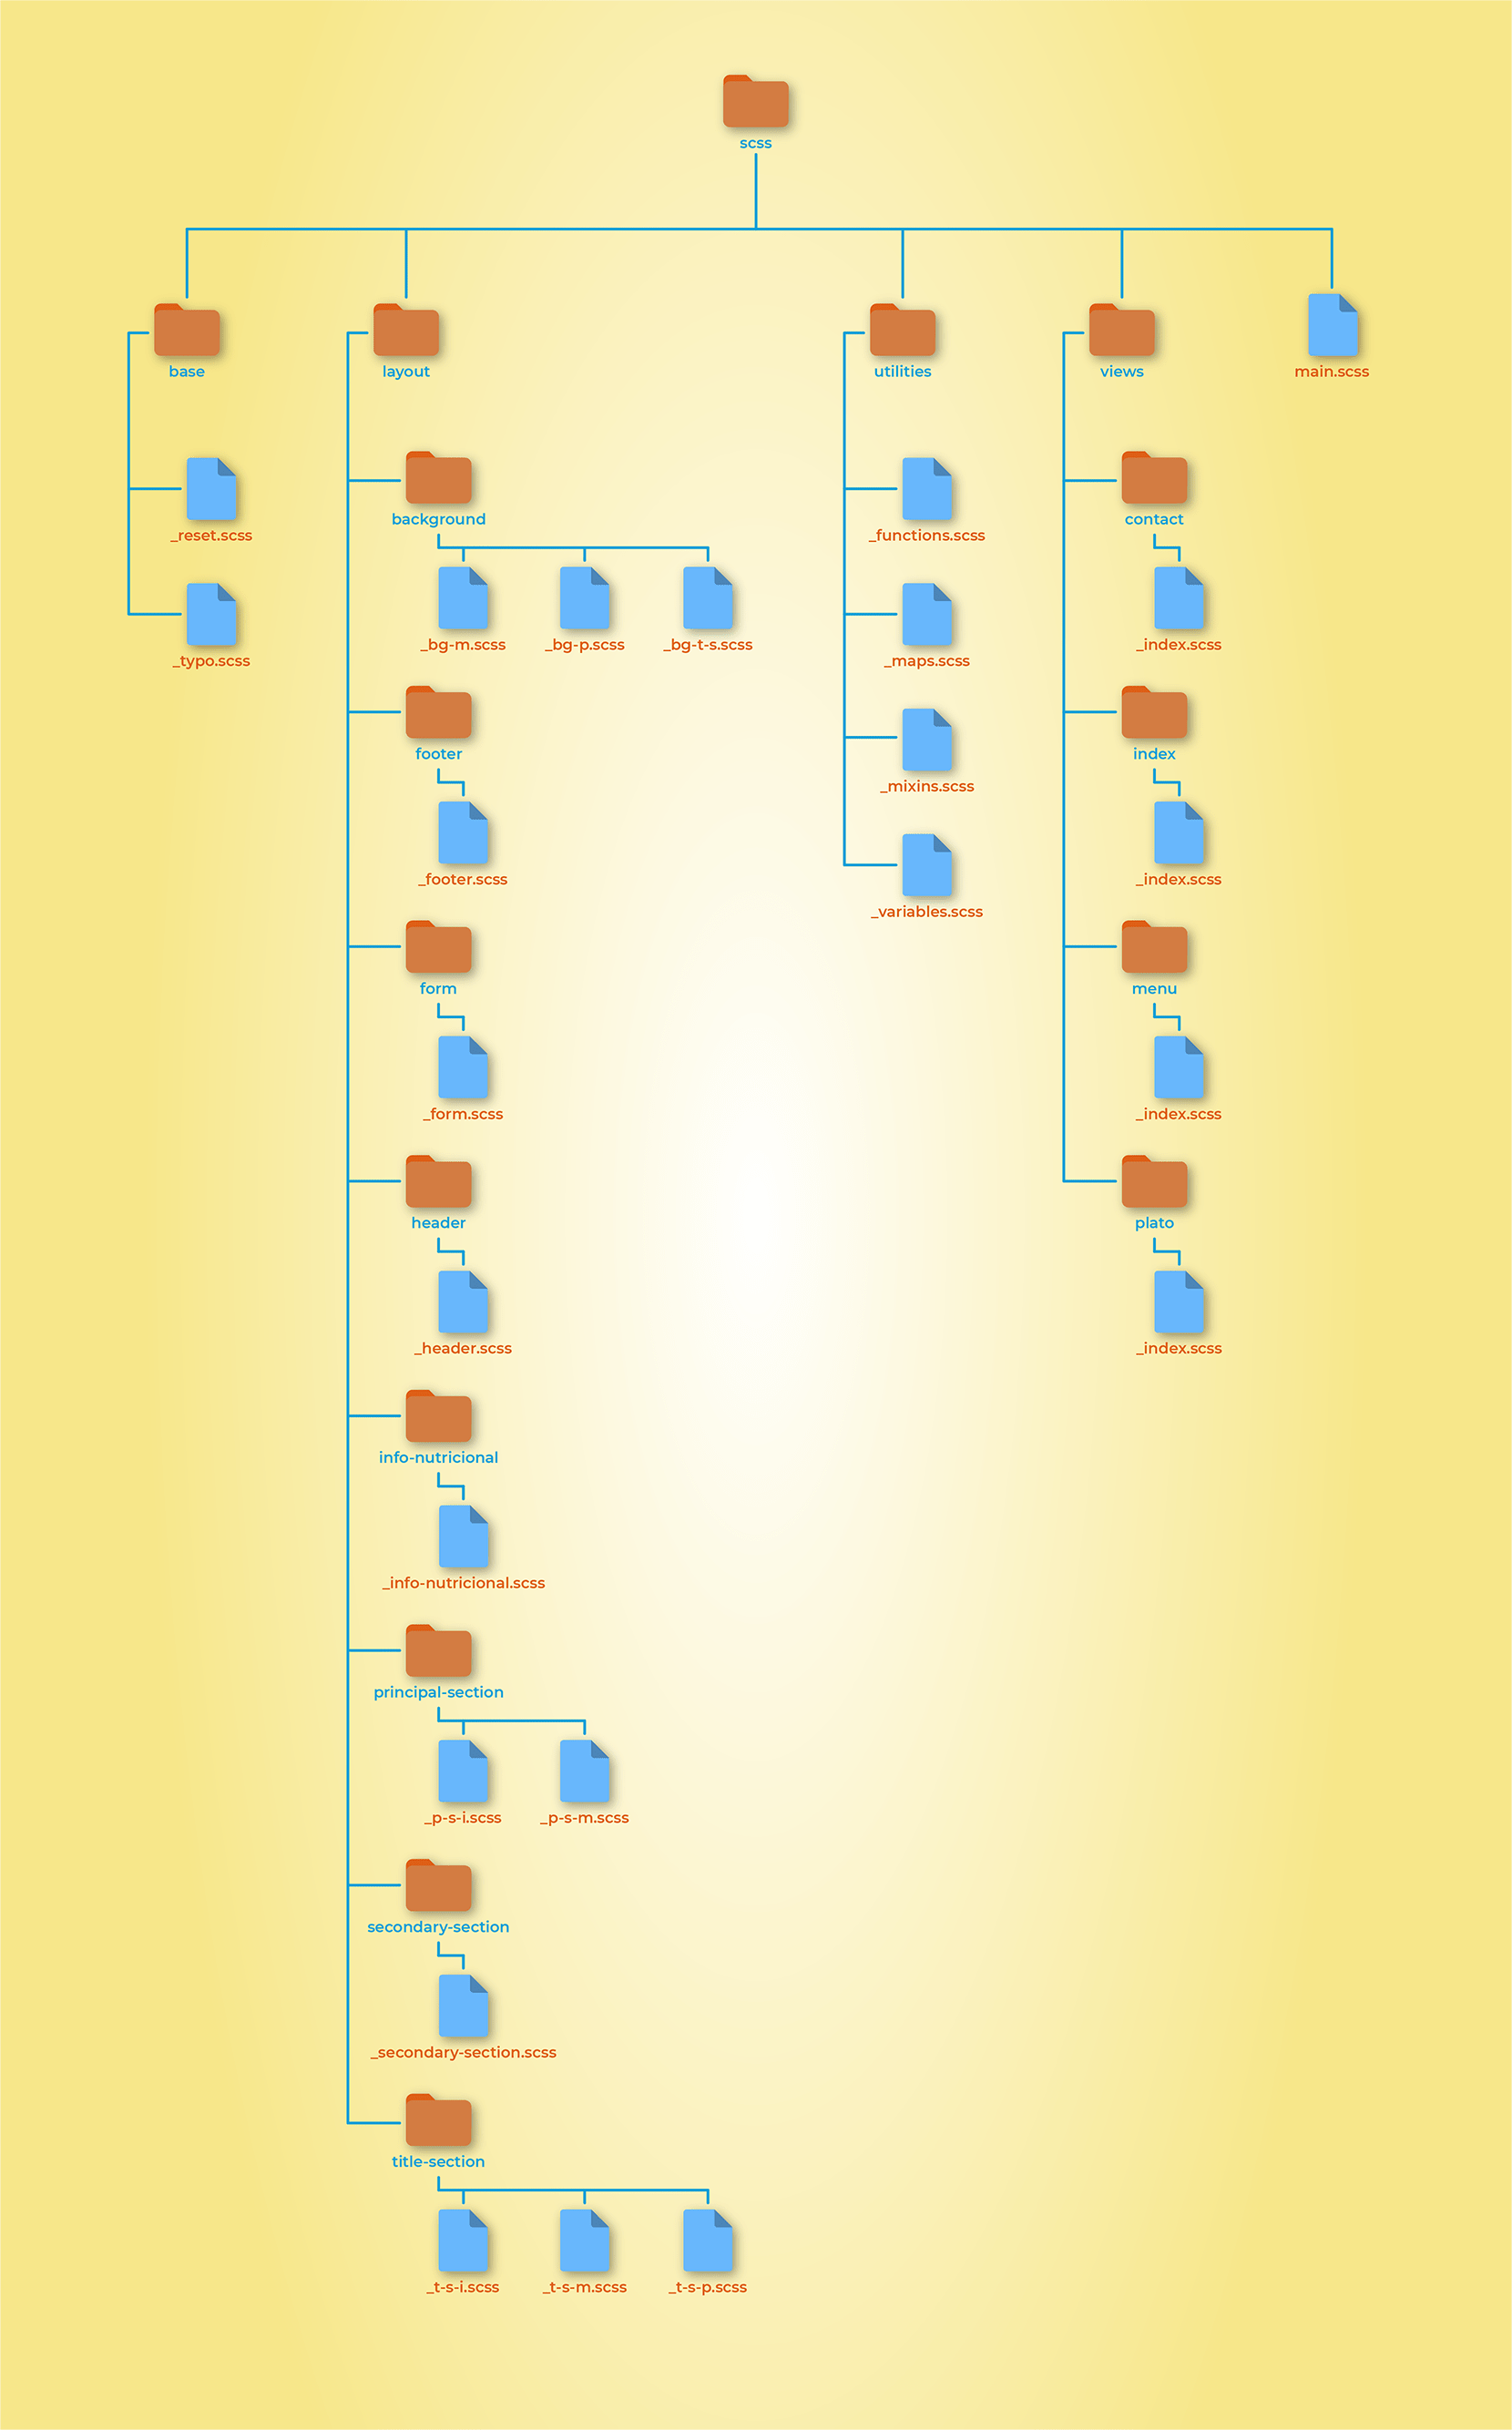 scss
base
layout
utilities
views
main.scss
background
contact
_reset.scss
_functions.scss
_bg-m.scss
_bg-p.scss
_bg-t-s.scss
_index.scss
_typo.scss
_maps.scss
footer
index
_mixins.scss
_footer.scss
_index.scss
_variables.scss
form
menu
_form.scss
_index.scss
header
plato
_header.scss
_index.scss
info-nutricional
_info-nutricional.scss
principal-section
_p-s-i.scss
_p-s-m.scss
secondary-section
_secondary-section.scss
title-section
_t-s-i.scss
_t-s-m.scss
_t-s-p.scss